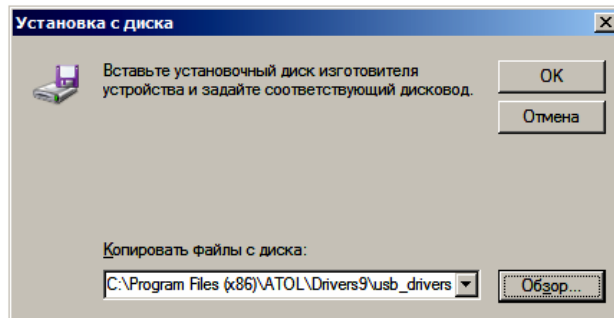 Установка с диска
Вставьте установочный диск изготовителя
устройства и задайте соответствующий дисковод.
OK
Отмена
Копировать файлы с диска:
C:\Program Files (x86)\ATOL\Drivers9\usb_drivers
Обзор...